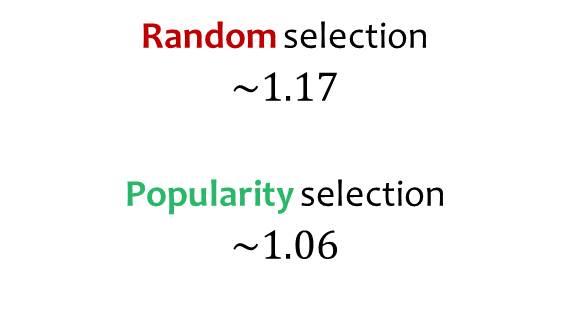 Random selection
~1.17
Popularity selection
~1.06